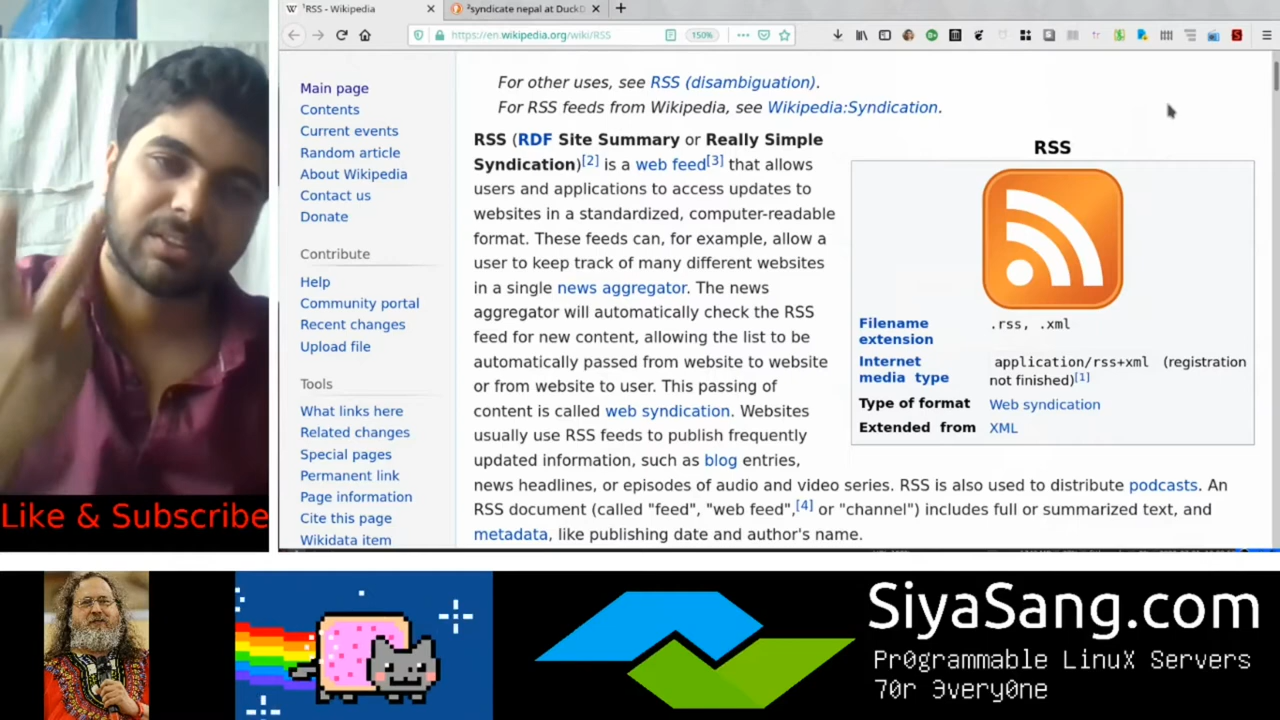 ¹RSS - Wikipedia
²syndicate nepal at DuckD
https://en.wikipedia.org/wiki/RSS
150%
Main page
Contents
Current events
Random article
About Wikipedia
Contact us
Donate
Contribute
Help
Community portal
Recent changes
Upload file
Tools
What links here
Related changes
Special pages
Permanent link
Page information
Cite this page
Wikidata item
For other uses, see RSS (disambiguation).
For RSS feeds from Wikipedia, see Wikipedia:Syndication.
RSS (RDF Site Summary or Really Simple
Syndication)[2] is a web feed[3] that allows
users and applications to access updates to
websites in a standardized, computer-readable
format. These feeds can, for example, allow a
user to keep track of many different websites
in a single news aggregator. The news
aggregator will automatically check the RSS
feed for new content, allowing the list to be
automatically passed from website to website
or from website to user. This passing of
content is called web syndication. Websites
usually use RSS feeds to publish frequently
updated information, such as blog entries,
news headlines, or episodes of audio and video series. RSS is also used to distribute podcasts. An
RSS document (called "feed", "web feed",[4] or "channel") includes full or summarized text, and
metadata, like publishing date and author's name.
RSS
Filename extension .rss, .xml
Internet media type application/rss+xml (registration
not finished)[1]
Type of format Web syndication
Extended from XML
Like & Subscribe
SiyaSang.com
Pr0grammable LinuX Servers
70r 3very0ne